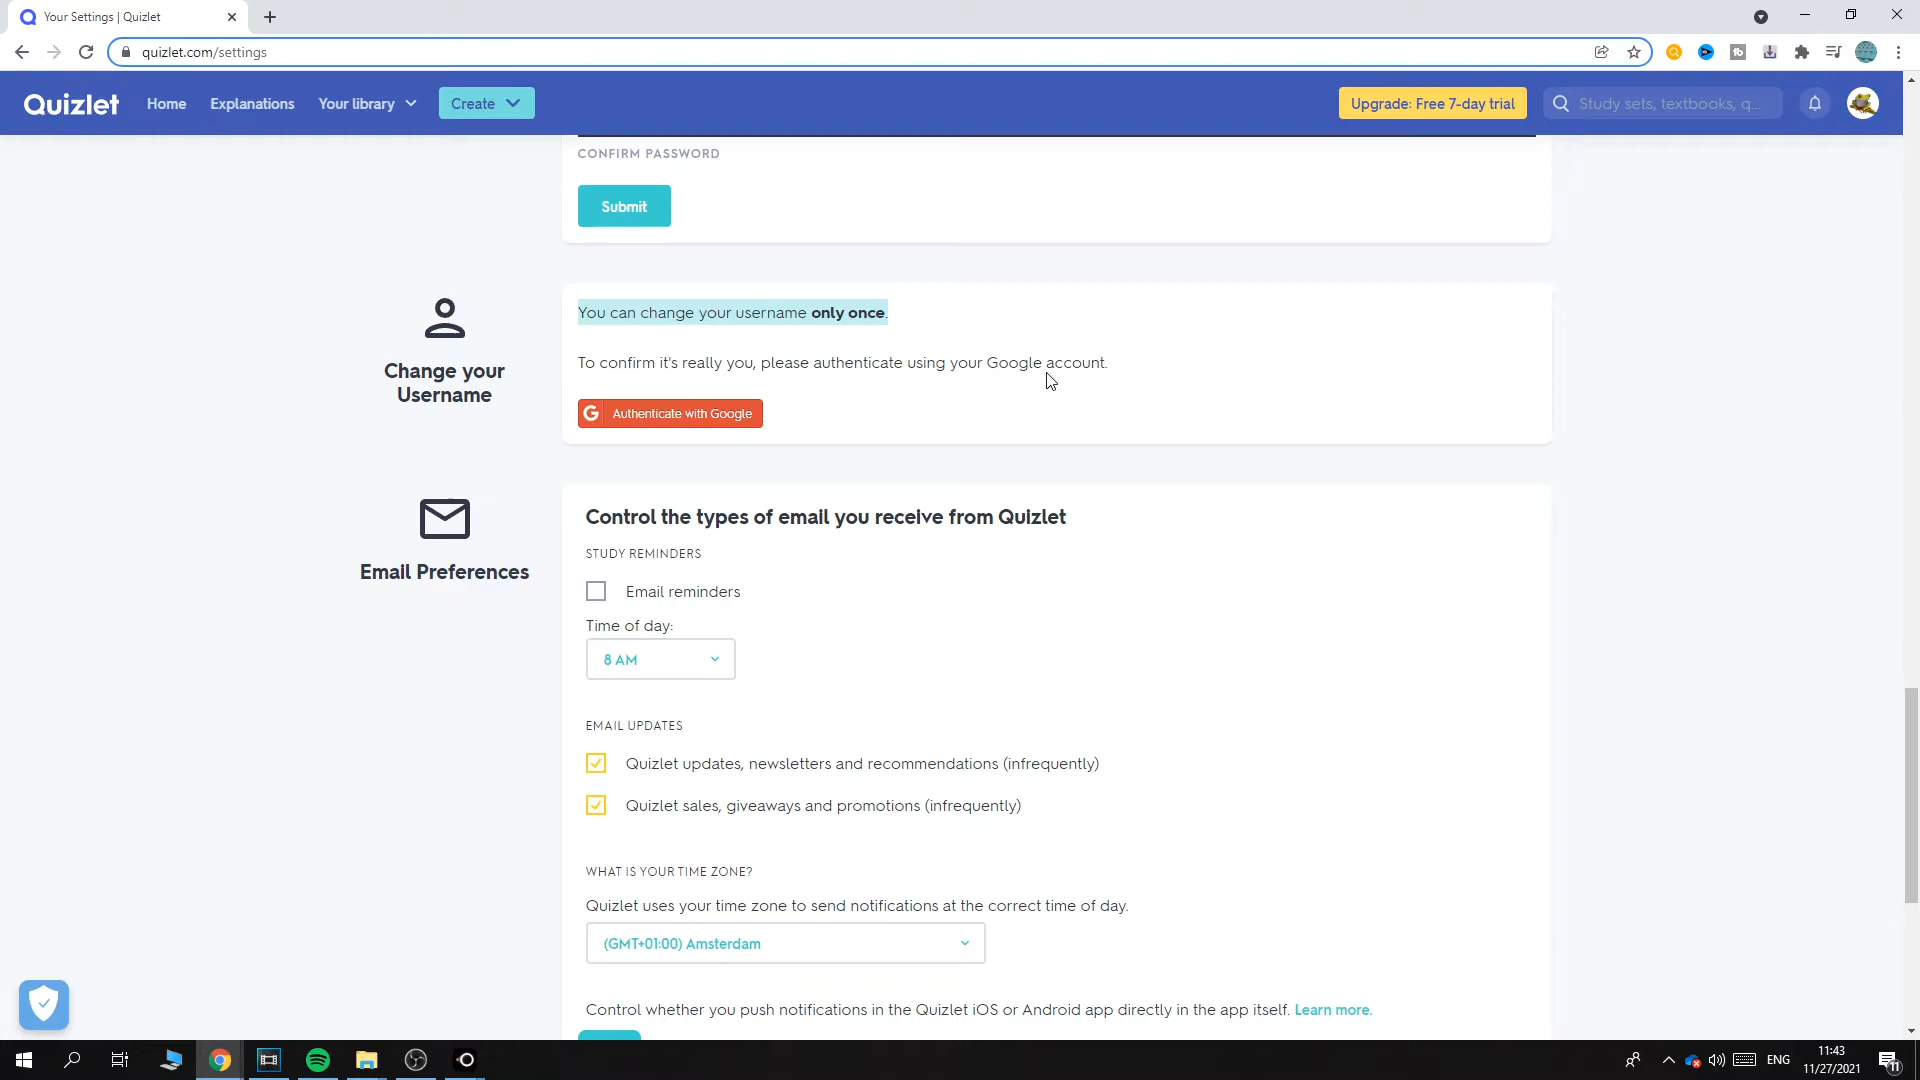 Your Settings | Quizlet
quizlet.com/settings
Quizlet
Home
Explanations
Your library
Create
Upgrade: Free 7-day trial
Study sets, textbooks, q...
CONFIRM PASSWORD
Submit
Change your
Username
You can change your username only once.
To confirm it's really you, please authenticate using your Google account.
G Authenticate with Google
Email Preferences
Control the types of email you receive from Quizlet
STUDY REMINDERS
Email reminders
Time of day:
8 AM
EMAIL UPDATES
Quizlet updates, newsletters and recommendations (infrequently)
Quizlet sales, giveaways and promotions (infrequently)
WHAT IS YOUR TIME ZONE?
Quizlet uses your time zone to send notifications at the correct time of day.
(GMT+01:00) Amsterdam
Control whether you push notifications in the Quizlet iOS or Android app directly in the app itself. Learn more.
ENG
11:43
11/27/2021
11